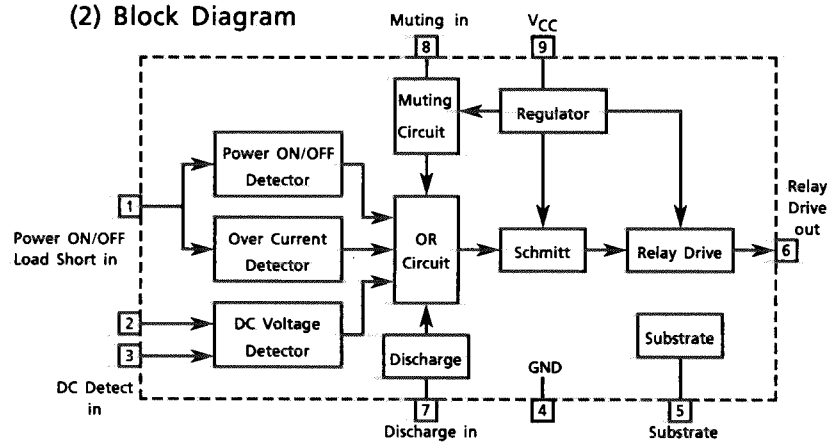 (2) Block Diagram
Muting in
VCC
8
9
Muting
Circuit
Regulator
Power ON/OFF
Detector
1
Power ON/OFF
Load Short in
Over Current
Detector
OR
Circuit
Schmitt
Relay Drive
Relay
Drive
out
6
2
3
DC Voltage
Detector
DC Detect
in
Discharge
GND
Substrate
7
4
5
Discharge in
Substrate